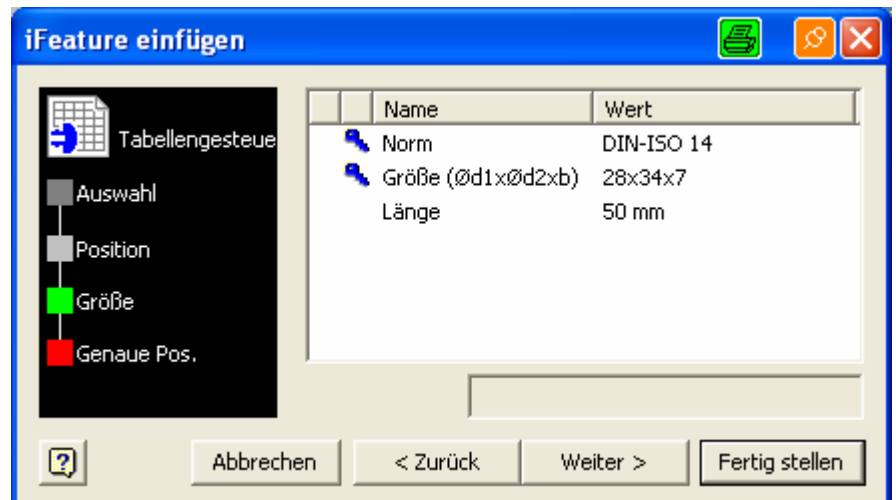 iFeature einfügen
Tabellengesteue
Auswahl
Position
Größe
Genaue Pos.
Name Wert
Norm DIN-ISO 14
Größe (Ød1xØd2xb) 28x34x7
Länge 50 mm
? Abbrechen < Zurück Weiter > Fertig stellen